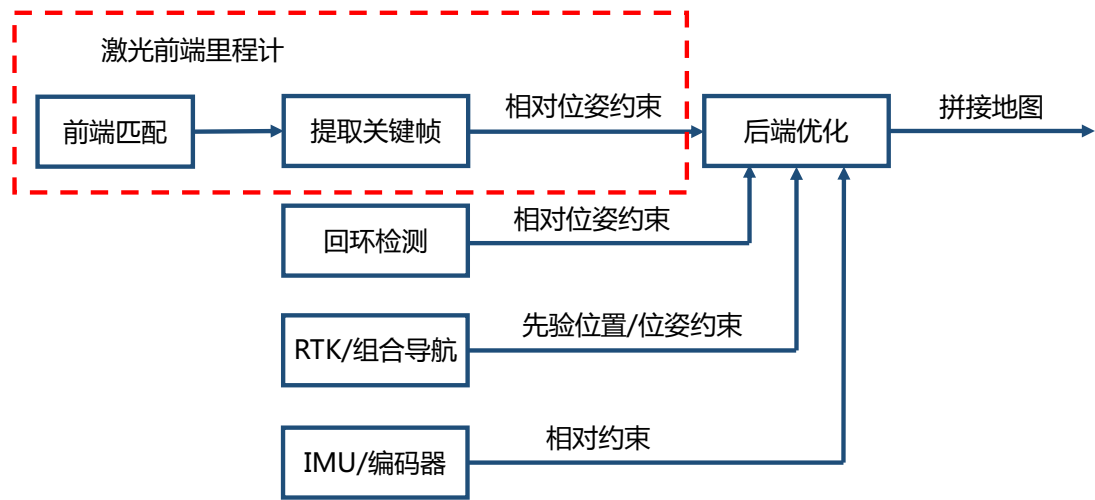 激光前端里程计
前端匹配
提取关键帧
相对位姿约束
后端优化
拼接地图
回环检测
相对位姿约束
RTK/组合导航
先验位置/位姿约束
IMU/编码器
相对约束